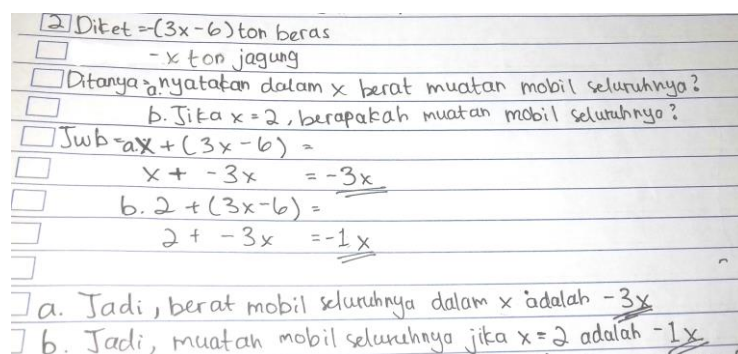 2 Diket = -(3x-6) ton beras
- x ton jagung
Ditanya = a. nyatakan dalam x berat muatan mobil seluruhnya?
b. Jika x = 2, berapakah muatan mobil seluruhnya?
Jwb = a. x + (3x-6) =
x + -3x = -3x
b. 2 + (3x-6) =
2 + -3x = -1x
a. Jadi, berat mobil seluruhnya dalam x adalah -3x
b. Jadi, muatan mobil seluruhnya jika x = 2 adalah -1x